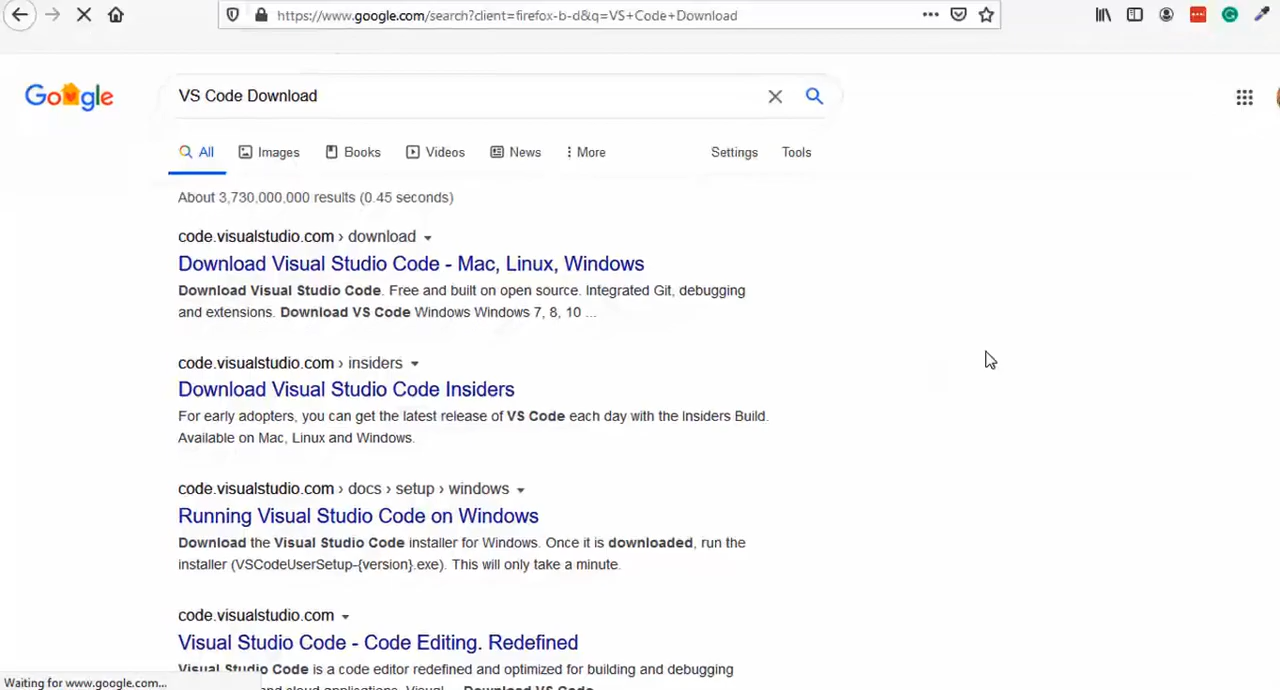 https://www.google.com/search?client=firefox-b-d&q=VS+Code+Download
Google
VS Code Download
All Images Books Videos News More Settings Tools
About 3,730,000,000 results (0.45 seconds)
code.visualstudio.com › download
Download Visual Studio Code - Mac, Linux, Windows
Download Visual Studio Code. Free and built on open source. Integrated Git, debugging
and extensions. Download VS Code Windows Windows 7, 8, 10 ...
code.visualstudio.com › insiders
Download Visual Studio Code Insiders
For early adopters, you can get the latest release of VS Code each day with the Insiders Build.
Available on Mac, Linux and Windows.
code.visualstudio.com › docs › setup › windows
Running Visual Studio Code on Windows
Download the Visual Studio Code installer for Windows. Once it is downloaded, run the
installer (VSCodeUserSetup-{version}.exe). This will only take a minute.
code.visualstudio.com
Visual Studio Code - Code Editing. Redefined
Visual Studio Code is a code editor redefined and optimized for building and debugging
and cloud applications. Visual ... Download VS Code
Waiting for www.google.com...